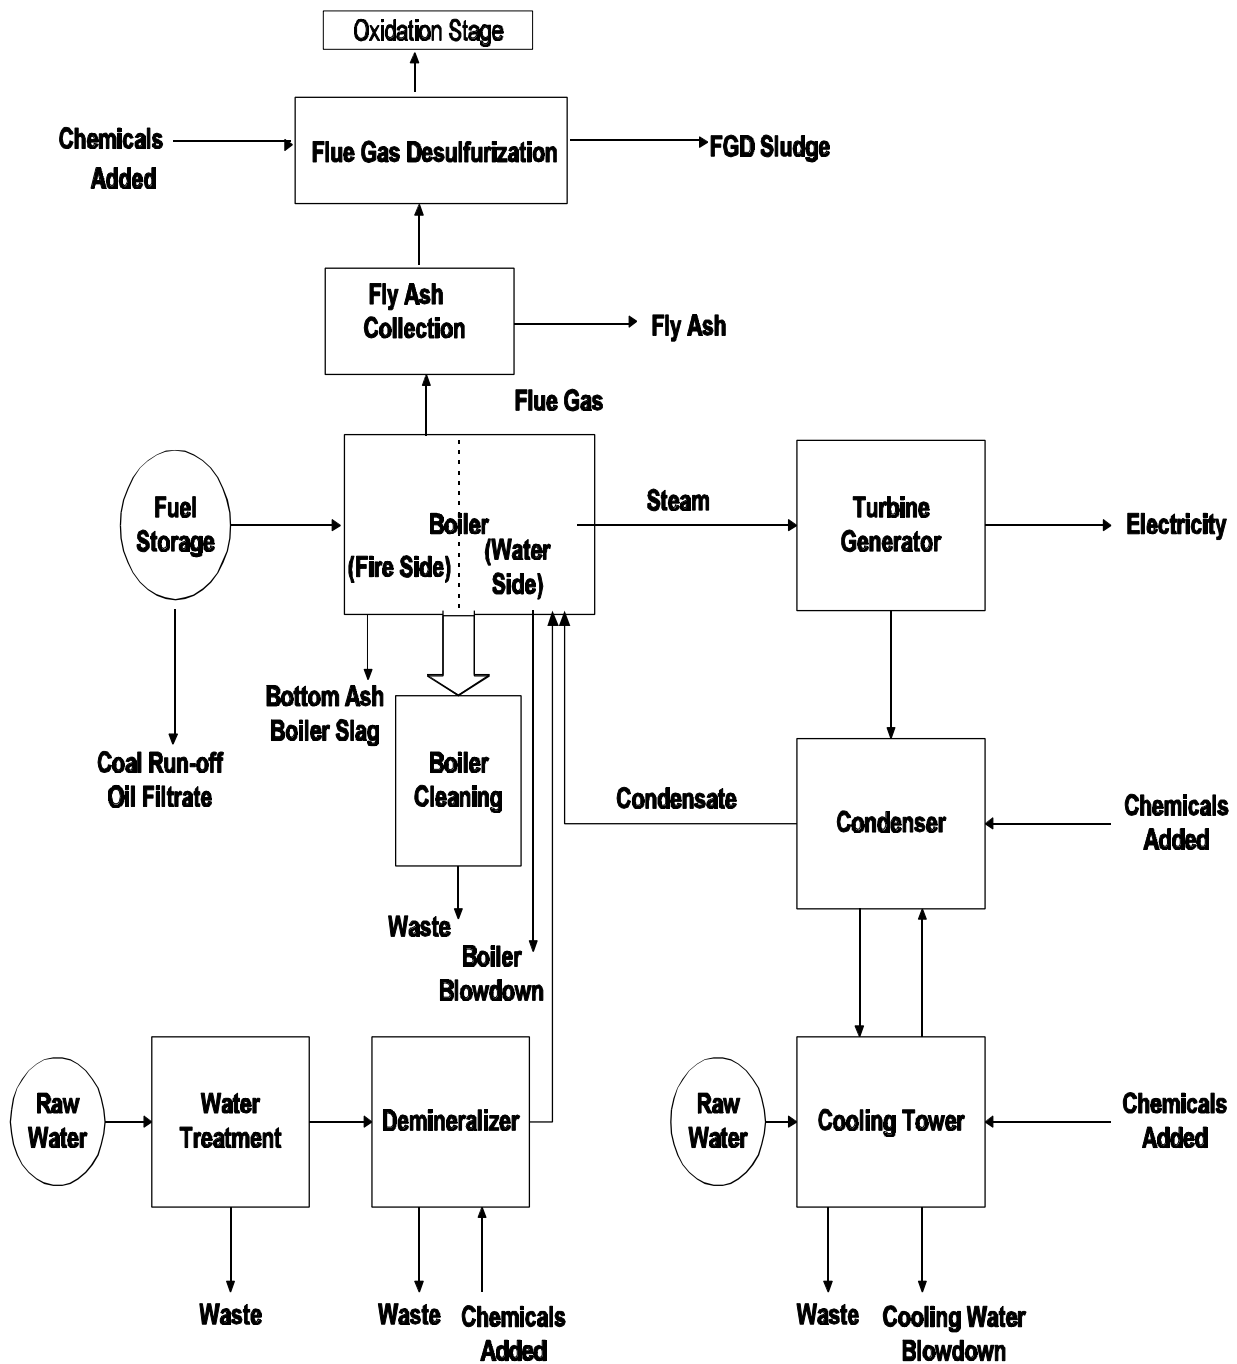 Oxidation Stage
Chemicals
Added
Flue Gas Desulfurization
FGD Sludge
Fly Ash
Collection
Fly Ash
Flue Gas
Fuel
Storage
Boiler
(Fire Side)
(Water
Side)
Steam
Turbine
Generator
Electricity
Bottom Ash
Boiler Slag
Coal Run-off
Oil Filtrate
Boiler
Cleaning
Condensate
Condenser
Chemicals
Added
Waste
Boiler
Blowdown
Raw
Water
Water
Treatment
Demineralizer
Raw
Water
Cooling Tower
Chemicals
Added
Waste
Waste
Chemicals
Added
Waste
Cooling Water
Blowdown